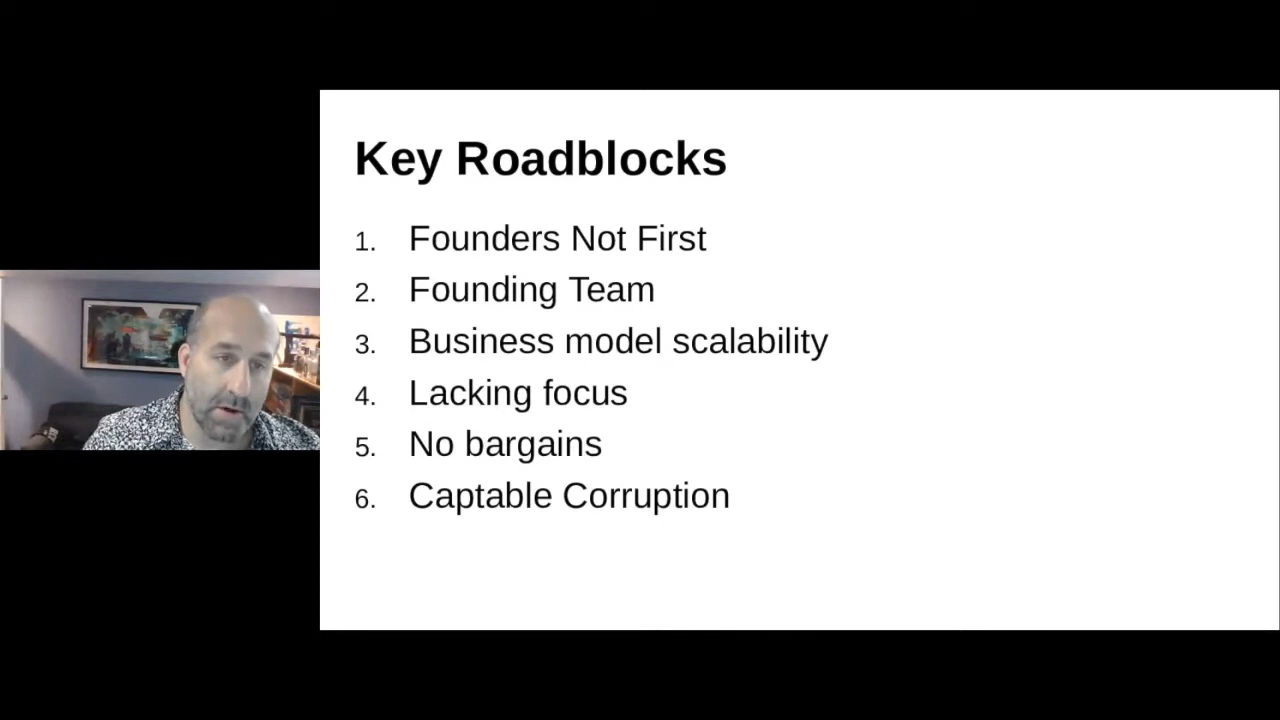 Key Roadblocks
1. Founders Not First
2. Founding Team
3. Business model scalability
4. Lacking focus
5. No bargains
6. Captable Corruption